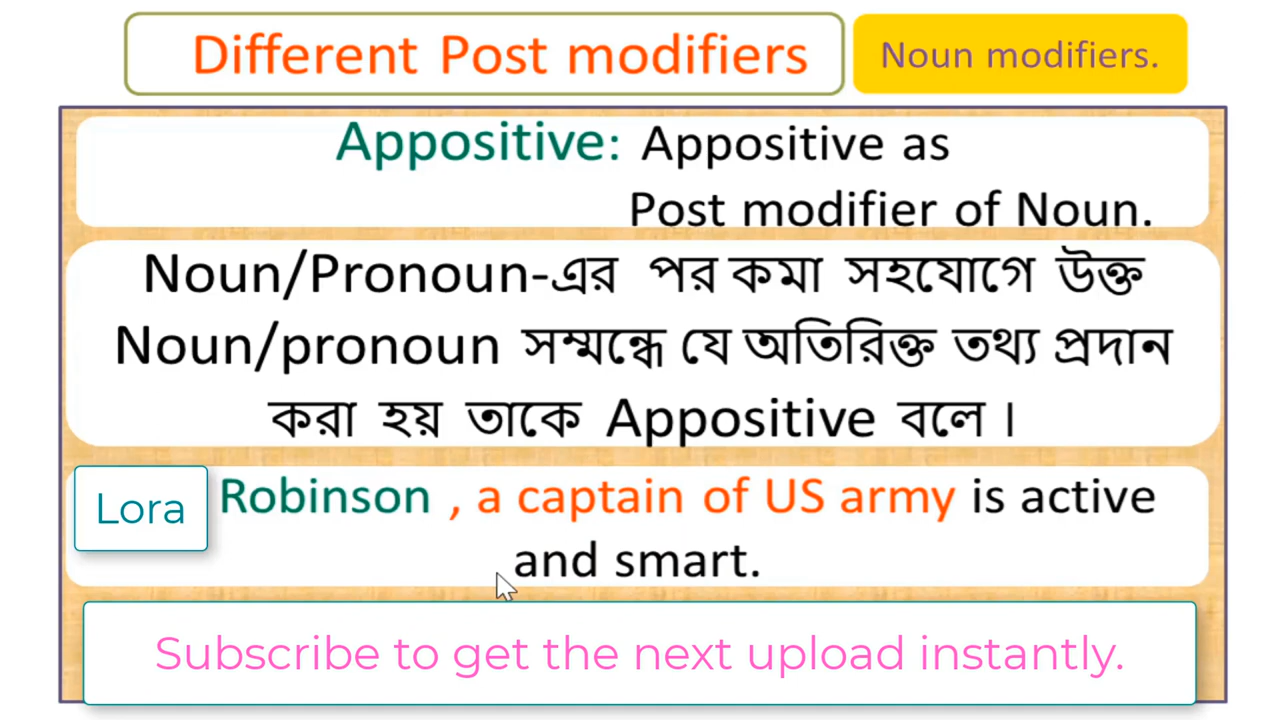 Different Post modifiers
Noun modifiers.
Appositive: Appositive as
Post modifier of Noun.
Noun/Pronoun-এর পর কমা সহযোগে উক্ত
Noun/pronoun সম্মন্ধে যে অতিরিক্ত তথ্য প্রদান
করা হয় তাকে Appositive বলে ।
Lora Robinson , a captain of US army is active
and smart.
Subscribe to get the next upload instantly.